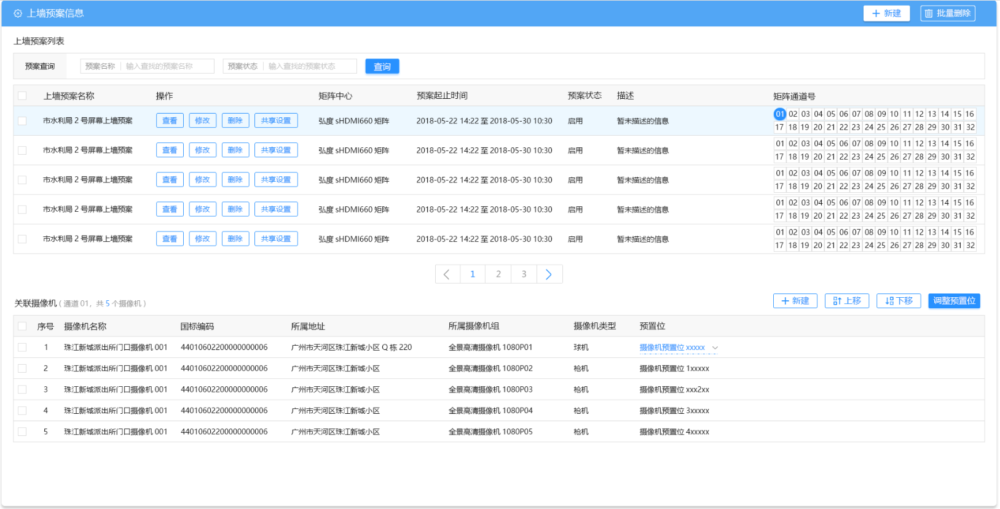 上墙预案信息
新建 批量删除
上墙预案列表
预案查询 预案名称 输入查找的预案名称 预案状态 输入查找的预案状态 查询
上墙预案名称 操作 矩阵中心 预案起止时间 预案状态 描述 矩阵通道号
市水利局 2 号屏幕上墙预案 查看 修改 删除 共享设置 弘度 sHDMI660 矩阵 2018-05-22 14:22 至 2018-05-30 10:30 启用 暂未描述的信息 01 02 03 04 05 06 07 08 09 10 11 12 13 14 15 16
17 18 19 20 21 22 23 24 25 26 27 28 29 30 31 32
市水利局 2 号屏幕上墙预案 查看 修改 删除 共享设置 弘度 sHDMI660 矩阵 2018-05-22 14:22 至 2018-05-30 10:30 启用 暂未描述的信息 01 02 03 04 05 06 07 08 09 10 11 12 13 14 15 16
17 18 19 20 21 22 23 24 25 26 27 28 29 30 31 32
市水利局 2 号屏幕上墙预案 查看 修改 删除 共享设置 弘度 sHDMI660 矩阵 2018-05-22 14:22 至 2018-05-30 10:30 启用 暂未描述的信息 01 02 03 04 05 06 07 08 09 10 11 12 13 14 15 16
17 18 19 20 21 22 23 24 25 26 27 28 29 30 31 32
市水利局 2 号屏幕上墙预案 查看 修改 删除 共享设置 弘度 sHDMI660 矩阵 2018-05-22 14:22 至 2018-05-30 10:30 启用 暂未描述的信息 01 02 03 04 05 06 07 08 09 10 11 12 13 14 15 16
17 18 19 20 21 22 23 24 25 26 27 28 29 30 31 32
市水利局 2 号屏幕上墙预案 查看 修改 删除 共享设置 弘度 sHDMI660 矩阵 2018-05-22 14:22 至 2018-05-30 10:30 启用 暂未描述的信息 01 02 03 04 05 06 07 08 09 10 11 12 13 14 15 16
17 18 19 20 21 22 23 24 25 26 27 28 29 30 31 32
1 2 3
关联摄像机 ( 通道 01，共 5 个摄像机 ) 新建 上移 下移 调整预置位
序号 摄像机名称 国标编码 所属地址 所属摄像机组 摄像机类型 预置位
1 珠江新城派出所门口摄像机 001 44010602200000000006 广州市天河区珠江新城小区 Q 栋 220 全景高清摄像机 1080P01 球机 摄像机预置位 xxxxx
2 珠江新城派出所门口摄像机 001 44010602200000000006 广州市天河区珠江新城小区 全景高清摄像机 1080P02 枪机 摄像机预置位 1xxxxx
3 珠江新城派出所门口摄像机 001 44010602200000000006 广州市天河区珠江新城小区 全景高清摄像机 1080P03 枪机 摄像机预置位 xxx2xx
4 珠江新城派出所门口摄像机 001 44010602200000000006 广州市天河区珠江新城小区 全景高清摄像机 1080P04 枪机 摄像机预置位 3xxxxx
5 珠江新城派出所门口摄像机 001 44010602200000000006 广州市天河区珠江新城小区 全景高清摄像机 1080P05 枪机 摄像机预置位 4xxxxx